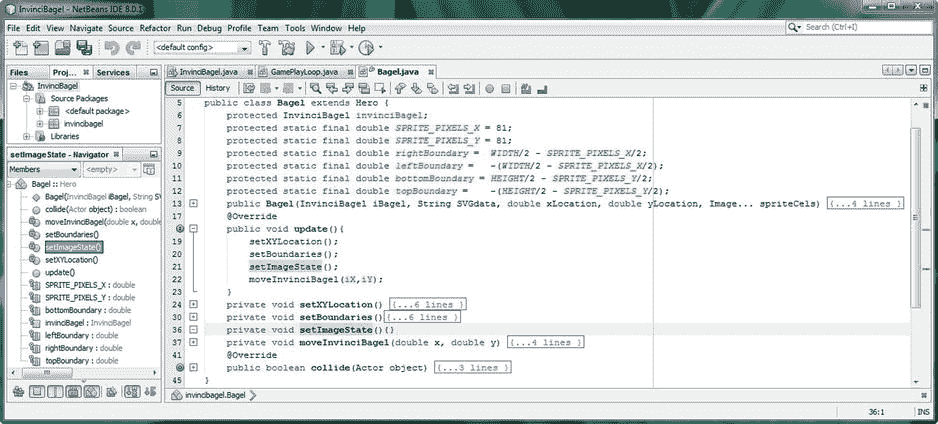 InvinciBagel - NetBeans IDE 8.0.1
File Edit View Navigate Source Refactor Run Debug Profile Team Tools Window Help
Search (Ctrl+I)
<default config>
Files Proj... Services
InvinciBagel
Source Packages
<default package>
invincibagel
Libraries
setImageState - Navigator
Members <empty>
Bagel :: Hero
Bagel(InvinciBagel iBagel, String SV
collide(Actor object) : boolean
moveInvinciBagel(double x, double
setBoundaries()
setImageState()
setXYLocation()
update()
SPRITE_PIXELS_X : double
SPRITE_PIXELS_Y : double
bottomBoundary : double
invinciBagel : InvinciBagel
leftBoundary : double
rightBoundary : double
topBoundary : double
InvinciBagel.java GamePlayLoop.java Bagel.java
Source History
5 public class Bagel extends Hero {
6 protected InvinciBagel invinciBagel;
7 protected static final double SPRITE_PIXELS_X = 81;
8 protected static final double SPRITE_PIXELS_Y = 81;
9 protected static final double rightBoundary = WIDTH/2 - SPRITE_PIXELS_X/2;
10 protected static final double leftBoundary = -(WIDTH/2 - SPRITE_PIXELS_X/2);
11 protected static final double bottomBoundary = HEIGHT/2 - SPRITE_PIXELS_Y/2;
12 protected static final double topBoundary = -(HEIGHT/2 - SPRITE_PIXELS_Y/2);
13 public Bagel(InvinciBagel iBagel, String SVGdata, double xLocation, double yLocation, Image... spriteCels) {...4 lines }
17 @Override
public void update(){
19 setXYLocation();
20 setBoundaries();
21 setImageState();
22 moveInvinciBagel(iX,iY);
23 }
24 private void setXYLocation() {...6 lines }
30 private void setBoundaries() {...6 lines }
36 private void setImageState(){}
37 private void moveInvinciBagel(double x, double y) {...4 lines }
41 @Override
public boolean collide(Actor object) {...3 lines }
45 }
invincibagel.Bagel
36:1 INS